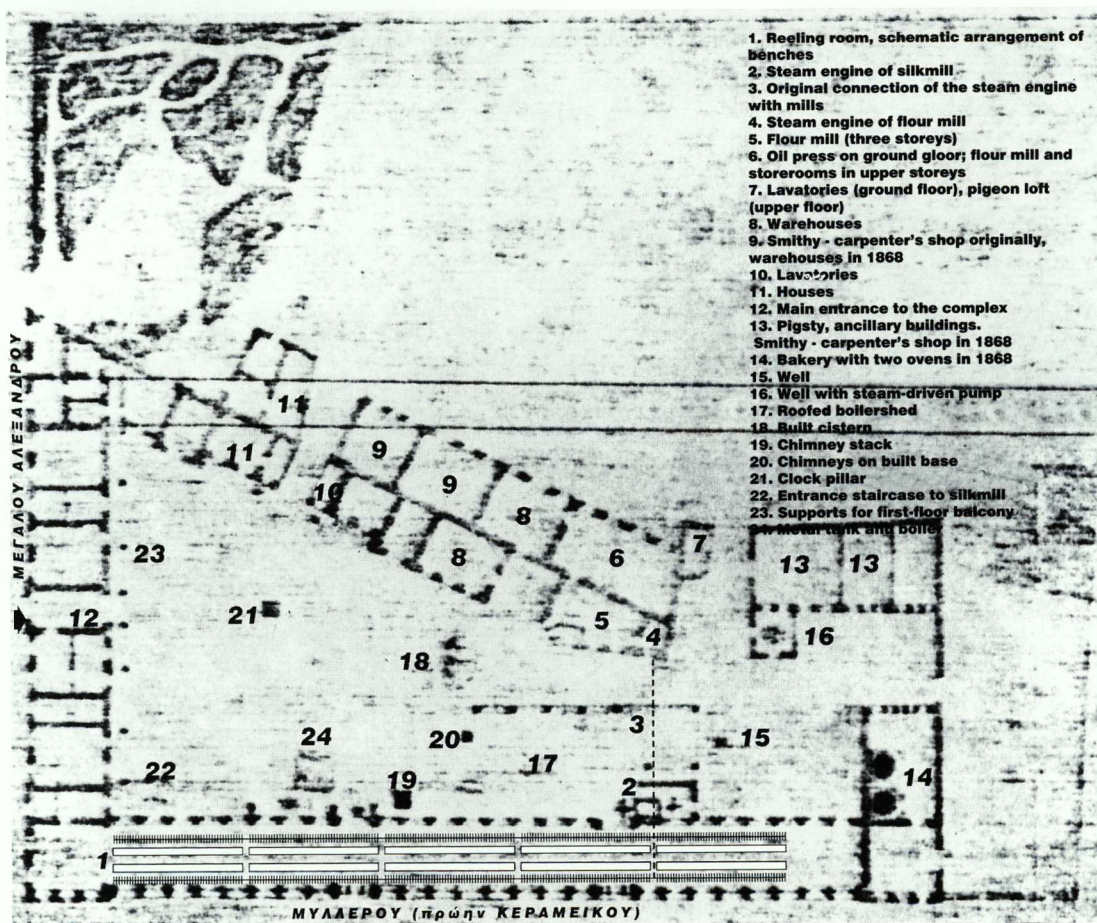 1. Reeling room, schematic arrangement of
benches
2. Steam engine of silkmill
3. Original connection of the steam engine
with mills
4. Steam engine of flour mill
5. Flour mill (three storeys)
6. Oil press on ground gloor; flour mill and
storerooms in upper storeys
7. Lavatories (ground floor), pigeon loft
(upper floor)
8. Warehouses
9. Smithy - carpenter's shop originally,
warehouses in 1868
10. Lavatories
11. Houses
12. Main entrance to the complex
13. Pigsty, ancillary buildings.
Smithy - carpenter's shop in 1868
14. Bakery with two ovens in 1868
15. Well
16. Well with steam-driven pump
17. Roofed boilershed
18. Built cistern
19. Chimney stack
20. Chimneys on built base
21. Clock pillar
22. Entrance staircase to silkmill
23. Supports for first-floor balcony
24. Metal tank and boiler
ΜΕΓΑΛΟΥ ΑΛΕΞΑΝΔΡΟΥ
11
11
9
9
10
8
8
6
7
13
13
23
12
21
5
4
16
18
24
20
3
15
17
22
19
2
14
1
ΜΥΛΛΕΡΟΥ (πρώην ΚΕΡΑΜΕΙΚΟΥ)